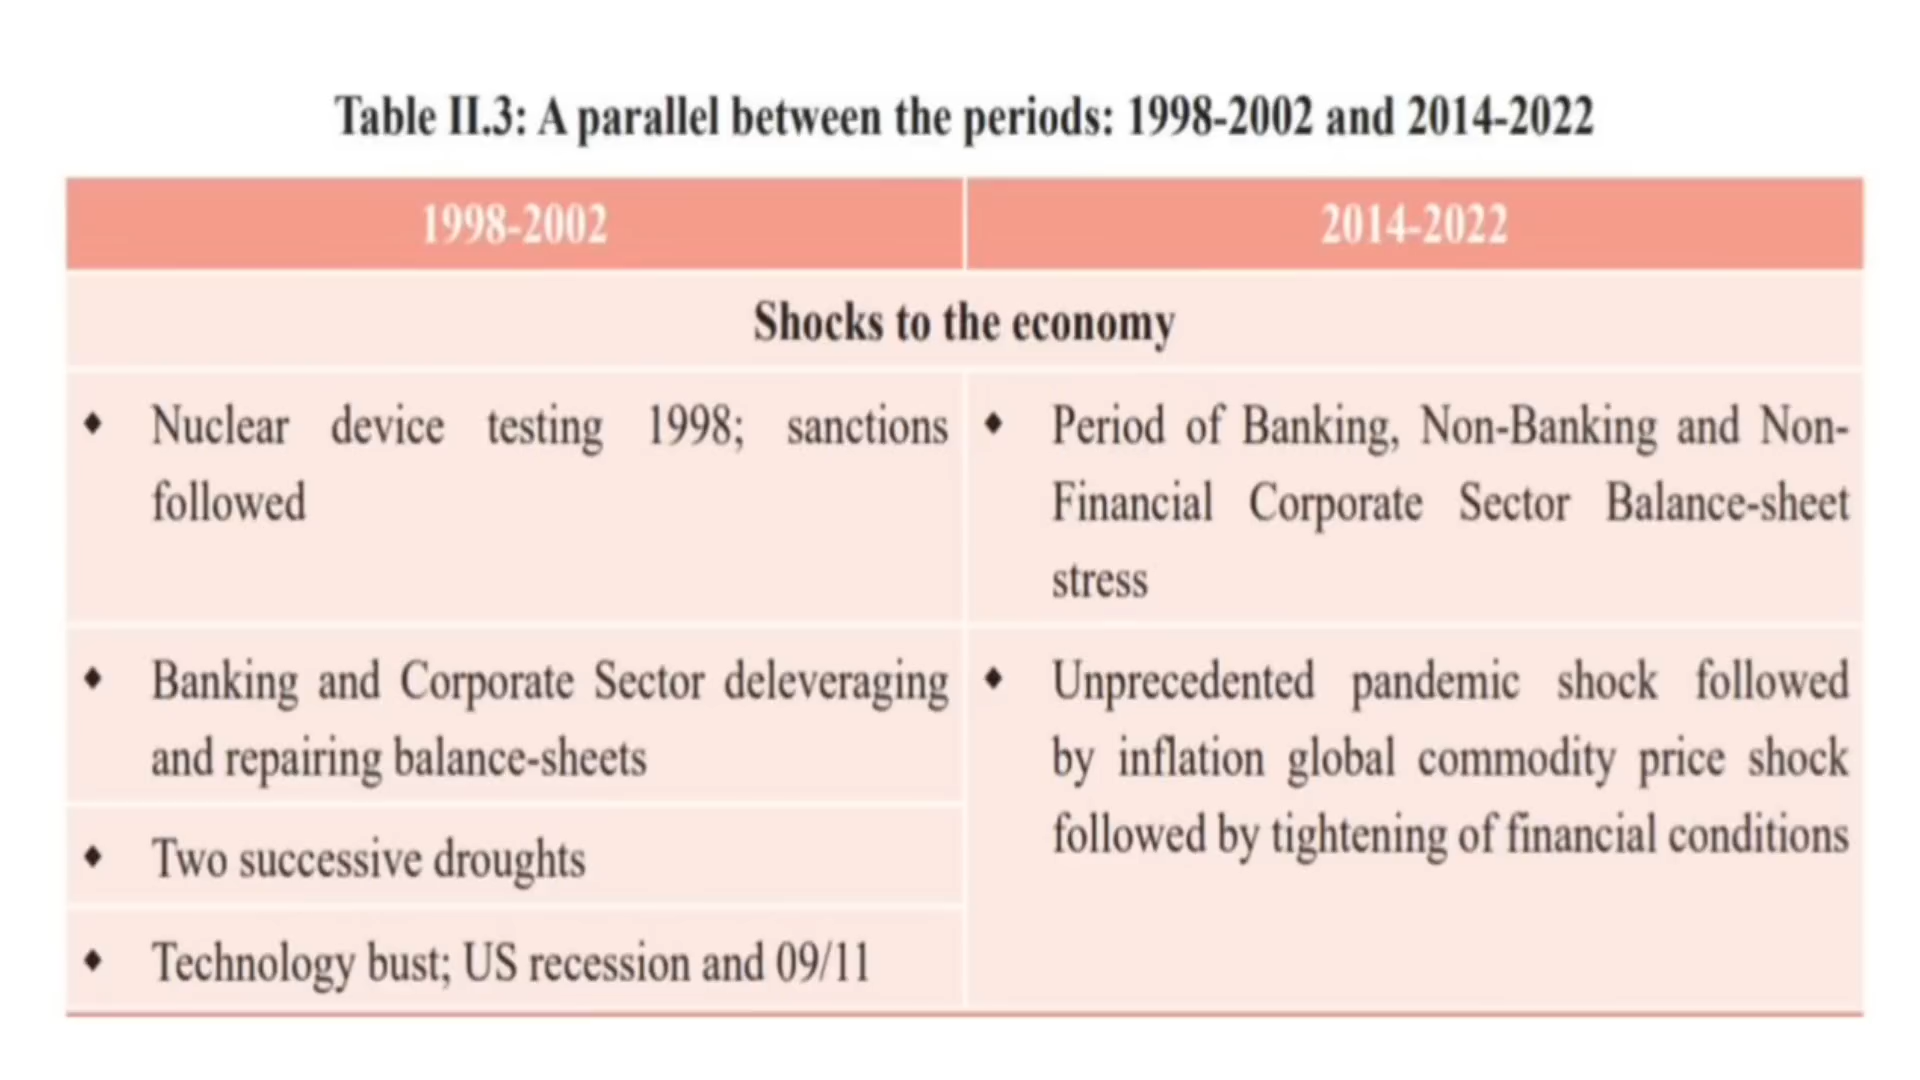 Table II.3: A parallel between the periods: 1998-2002 and 2014-2022
1998-2002
2014-2022
Shocks to the economy
♦ Nuclear device testing 1998; sanctions
followed
♦ Period of Banking, Non-Banking and Non-
Financial Corporate Sector Balance-sheet
stress
♦ Banking and Corporate Sector deleveraging
and repairing balance-sheets
♦ Unprecedented pandemic shock followed
by inflation global commodity price shock
followed by tightening of financial conditions
♦ Two successive droughts
♦ Technology bust; US recession and 09/11